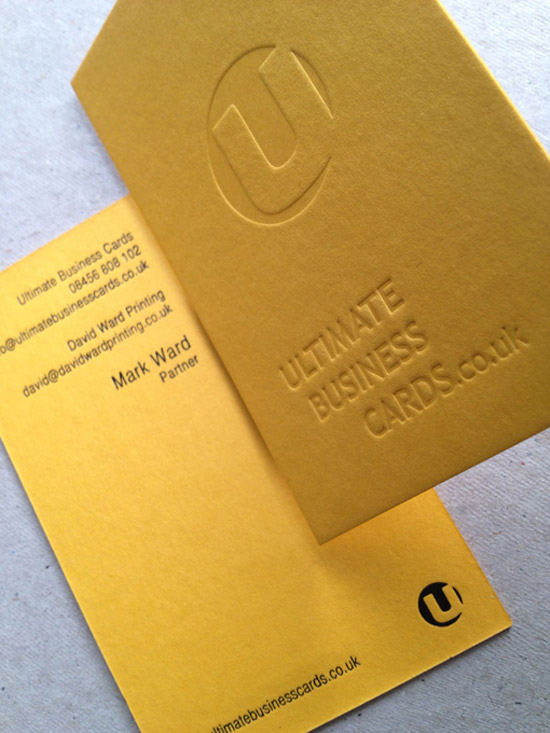 U
ULTIMATE
BUSINESS
CARDS.co.uk
Ultimate Business Cards
08456 808 102
o@ultimatebusinesscards.co.uk
David Ward Printing
david@davidwardprinting.co.uk
Mark Ward
Partner
U
ultimatebusinesscards.co.uk